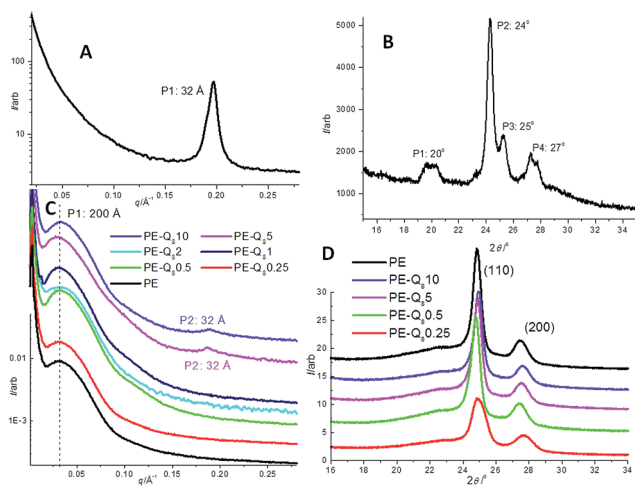 A
P1: 32 Å
I/arb
100
10
0.05
0.10
0.15
0.20
0.25
q/Å⁻¹
B
P2: 24°
P3: 25°
P1: 20°
P4: 27°
I/arb
5000
4000
3000
2000
1000
16 18 20 22 24 26 28 30 32 34
2θ/°
C
P1: 200 Å
PE-Q₈10
PE-Q₈5
PE-Q₈2
PE-Q₈1
PE-Q₈0.5
PE-Q₈0.25
PE
P2: 32 Å
P2: 32 Å
I/arb
0.01
1E-3
0.00 0.05 0.10 0.15 0.20 0.25
q/Å⁻¹
D
PE
PE-Q₈10
PE-Q₈5
PE-Q₈0.5
PE-Q₈0.25
(110)
(200)
I/arb
30
25
20
15
10
5
0
16 18 20 22 24 26 28 30 32 34
2θ/°